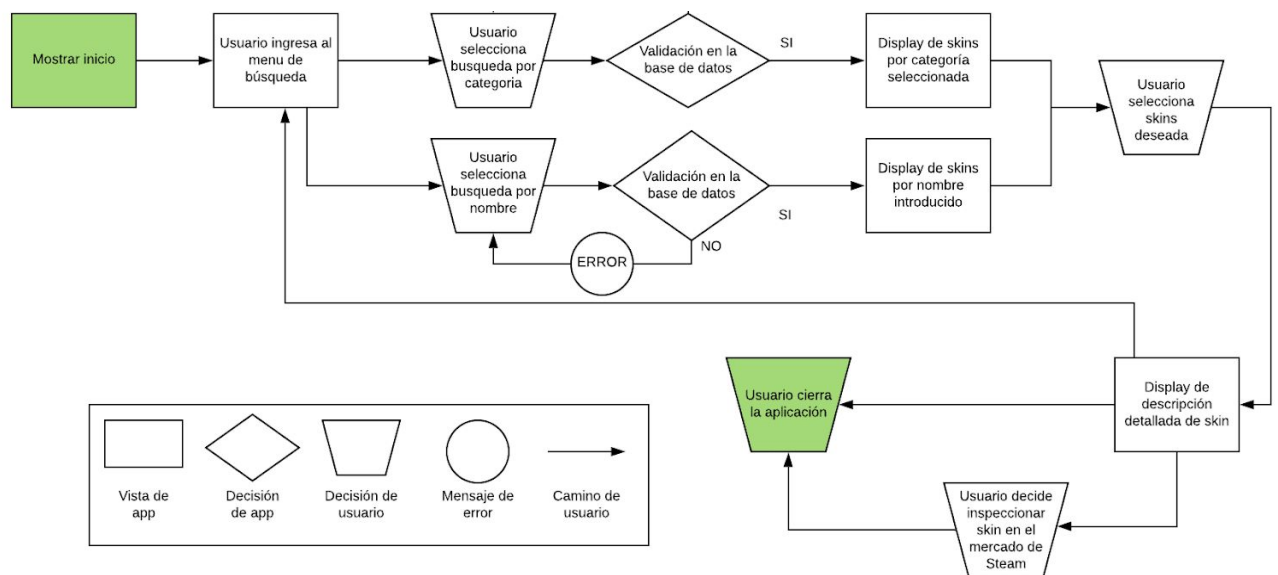 Mostrar inicio
Usuario ingresa al
menu de
búsqueda
Usuario
selecciona
busqueda por
categoria
Validación en la
base de datos
SI
Display de skins
por categoría
seleccionada
Usuario
selecciona
skins
deseada
Usuario
selecciona
busqueda por
nombre
Validación en la
base de datos
SI
Display de skins
por nombre
introducido
NO
ERROR
Usuario cierra
la aplicación
Display de
descripción
detallada de skin
Usuario decide
inspeccionar
skin en el
mercado de
Steam
Vista de
app
Decisión
de app
Decisión de
usuario
Mensaje de
error
Camino de
usuario